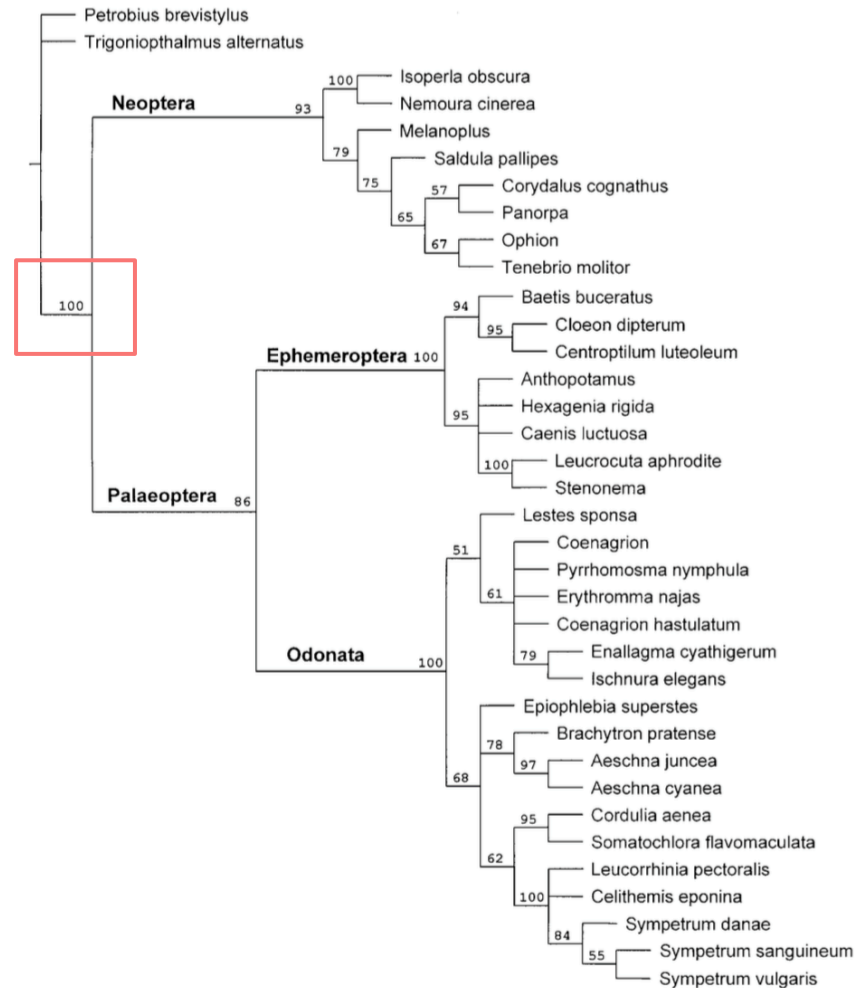 Petrobius brevistylus
Trigoniopthalmus alternatus
100 Isoperla obscura
Neoptera 93 Nemoura cinerea
Melanoplus
79
Saldula pallipes
75
57 Corydalus cognathus
65 Panorpa
67 Ophion
Tenebrio molitor
94 Baetis buceratus
100
95 Cloeon dipterum
Ephemeroptera 100 Centroptilum luteoleum
Anthopotamus
95 Hexagenia rigida
Caenis luctuosa
100 Leucrocuta aphrodite
Stenonema
Palaeoptera 86
Lestes sponsa
51 Coenagrion
Pyrrhomosma nymphula
61 Erythromma najas
Coenagrion hastulatum
79 Enallagma cyathigerum
Odonata 100
Ischnura elegans
Epiophlebia superstes
78 Brachytron pratense
97 Aeschna juncea
68 Aeschna cyanea
95 Cordulia aenea
Somatochlora flavomaculata
62
Leucorrhinia pectoralis
100 Celithemis eponina
Sympetrum danae
84
55 Sympetrum sanguineum
Sympetrum vulgaris